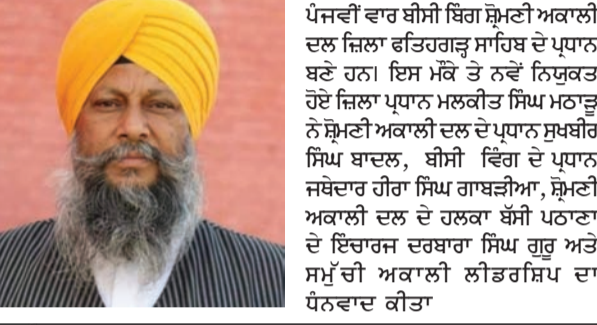 ਪੰਜਵੀਂ ਵਾਰ ਬੀਸੀ ਬਿੰਗ ਸ਼੍ਰੋਮਣੀ ਅਕਾਲੀ
ਦਲ ਜ਼ਿਲਾ ਫਤਿਹਗੜ੍ਹ ਸਾਹਿਬ ਦੇ ਪ੍ਰਧਾਨ
ਬਣੇ ਹਨ। ਇਸ ਮੌਕੇ ਤੇ ਨਵੇਂ ਨਿਯੁਕਤ
ਹੋਏ ਜ਼ਿਲਾ ਪ੍ਰਧਾਨ ਮਲਕੀਤ ਸਿੰਘ ਮਠਾੜੂ
ਨੇ ਸ਼੍ਰੋਮਣੀ ਅਕਾਲੀ ਦਲ ਦੇ ਪ੍ਰਧਾਨ ਸੁਖਬੀਰ
ਸਿੰਘ ਬਾਦਲ, ਬੀਸੀ ਵਿੰਗ ਦੇ ਪ੍ਰਧਾਨ
ਜਥੇਦਾਰ ਹੀਰਾ ਸਿੰਘ ਗਾਬੜੀਆ, ਸ਼੍ਰੋਮਣੀ
ਅਕਾਲੀ ਦਲ ਦੇ ਹਲਕਾ ਬੱਸੀ ਪਠਾਣਾ
ਦੇ ਇੰਚਾਰਜ ਦਰਬਾਰਾ ਸਿੰਘ ਗੁਰੂ ਅਤੇ
ਸਮੁੱਚੀ ਅਕਾਲੀ ਲੀਡਰਸ਼ਿਪ ਦਾ
ਧੰਨਵਾਦ ਕੀਤਾ